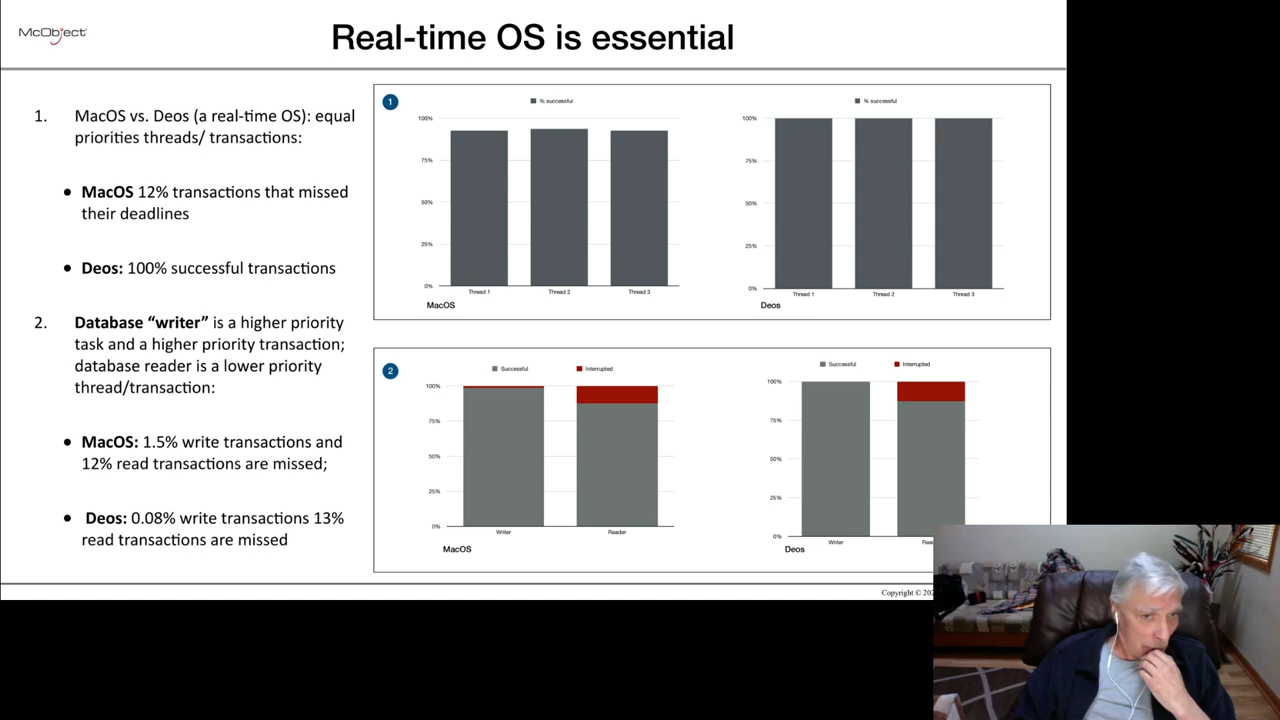 McObject
Real-time OS is essential
1. MacOS vs. Deos (a real-time OS): equal
priorities threads/ transactions:
• MacOS 12% transactions that missed
their deadlines
• Deos: 100% successful transactions
2. Database “writer” is a higher priority
task and a higher priority transaction;
database reader is a lower priority
thread/transaction:
• MacOS: 1.5% write transactions and
12% read transactions are missed;
• Deos: 0.08% write transactions 13%
read transactions are missed
1
% successful
100%
75%
50%
25%
0%
Thread 1 Thread 2 Thread 3
MacOS
% successful
100%
75%
50%
25%
0%
Thread 1 Thread 2 Thread 3
Deos
2
Successful Interrupted
100%
75%
50%
25%
0%
Writer Reader
MacOS
Successful Interrupted
100%
75%
50%
25%
0%
Writer
Deos
Copyright ©